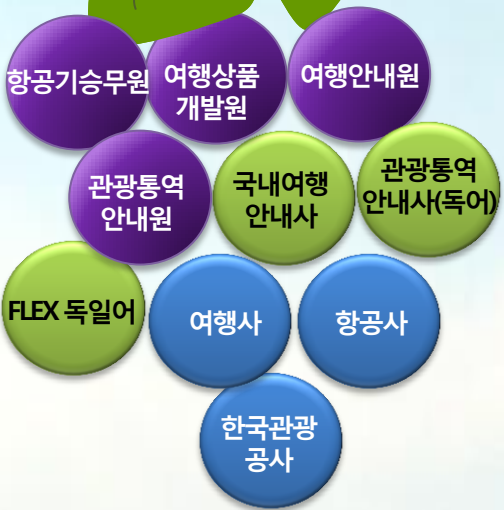 항공기승무원
여행상품
개발원
여행안내원
관광통역
안내원
국내여행
안내사
관광통역
안내사(독어)
FLEX 독일어
여행사
항공사
한국관광
공사